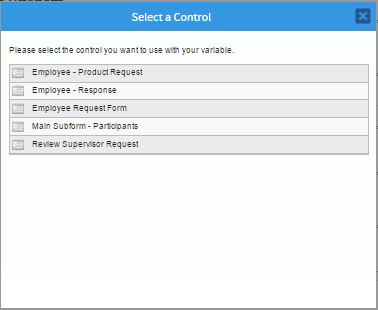 Select a Control
Please select the control you want to use with your variable.
Employee - Product Request
Employee - Response
Employee Request Form
Main Subform - Participants
Review Supervisor Request